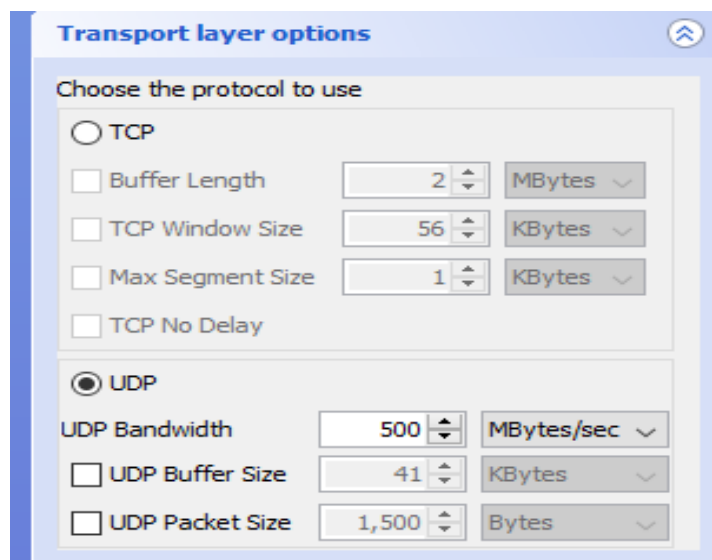 Transport layer options
Choose the protocol to use
TCP
Buffer Length 2 MBytes
TCP Window Size 56 KBytes
Max Segment Size 1 KBytes
TCP No Delay
UDP
UDP Bandwidth 500 MBytes/sec
UDP Buffer Size 41 KBytes
UDP Packet Size 1,500 Bytes